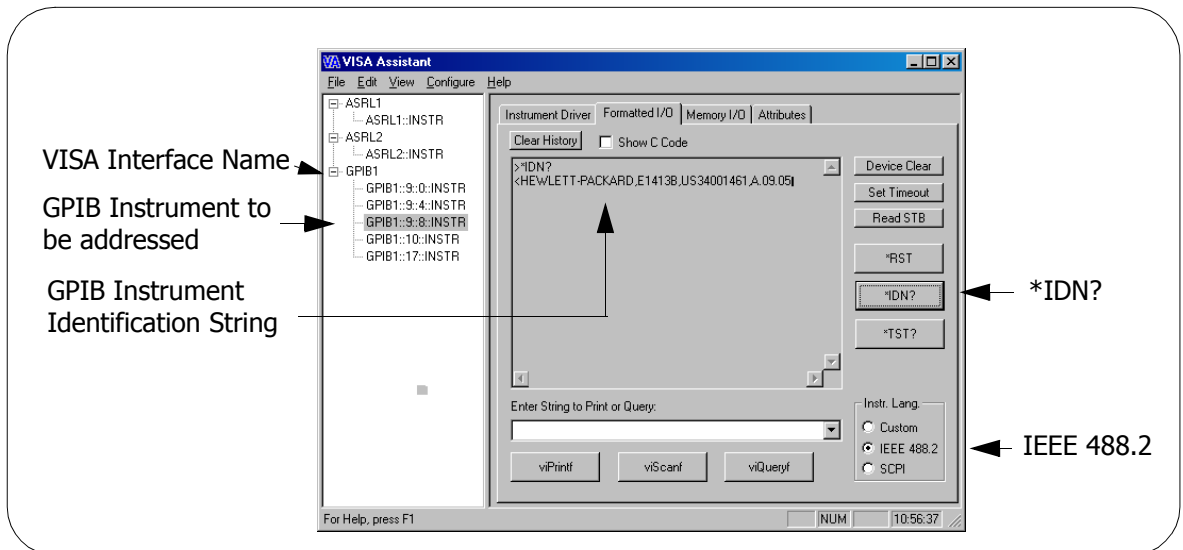 VISA Interface Name
GPIB Instrument to
be addressed
GPIB Instrument
Identification String
VA VISA Assistant
File Edit View Configure Help
ASRL1
ASRL1::INSTR
ASRL2
ASRL2::INSTR
GPIB1
GPIB1::9::0::INSTR
GPIB1::9::4::INSTR
GPIB1::9::8::INSTR
GPIB1::10::INSTR
GPIB1::17::INSTR
Instrument Driver Formatted I/O Memory I/O Attributes
Clear History Show C Code
>*IDN?
<HEWLETT-PACKARD,E1413B,US34001461,A.09.05
Device Clear
Set Timeout
Read STB
*RST
*IDN?
*TST?
Enter String to Print or Query:
viPrintf viScanf viQueryf
Instr. Lang.
Custom
IEEE 488.2
SCPI
For Help, press F1 NUM 10:56:37
*IDN?
IEEE 488.2